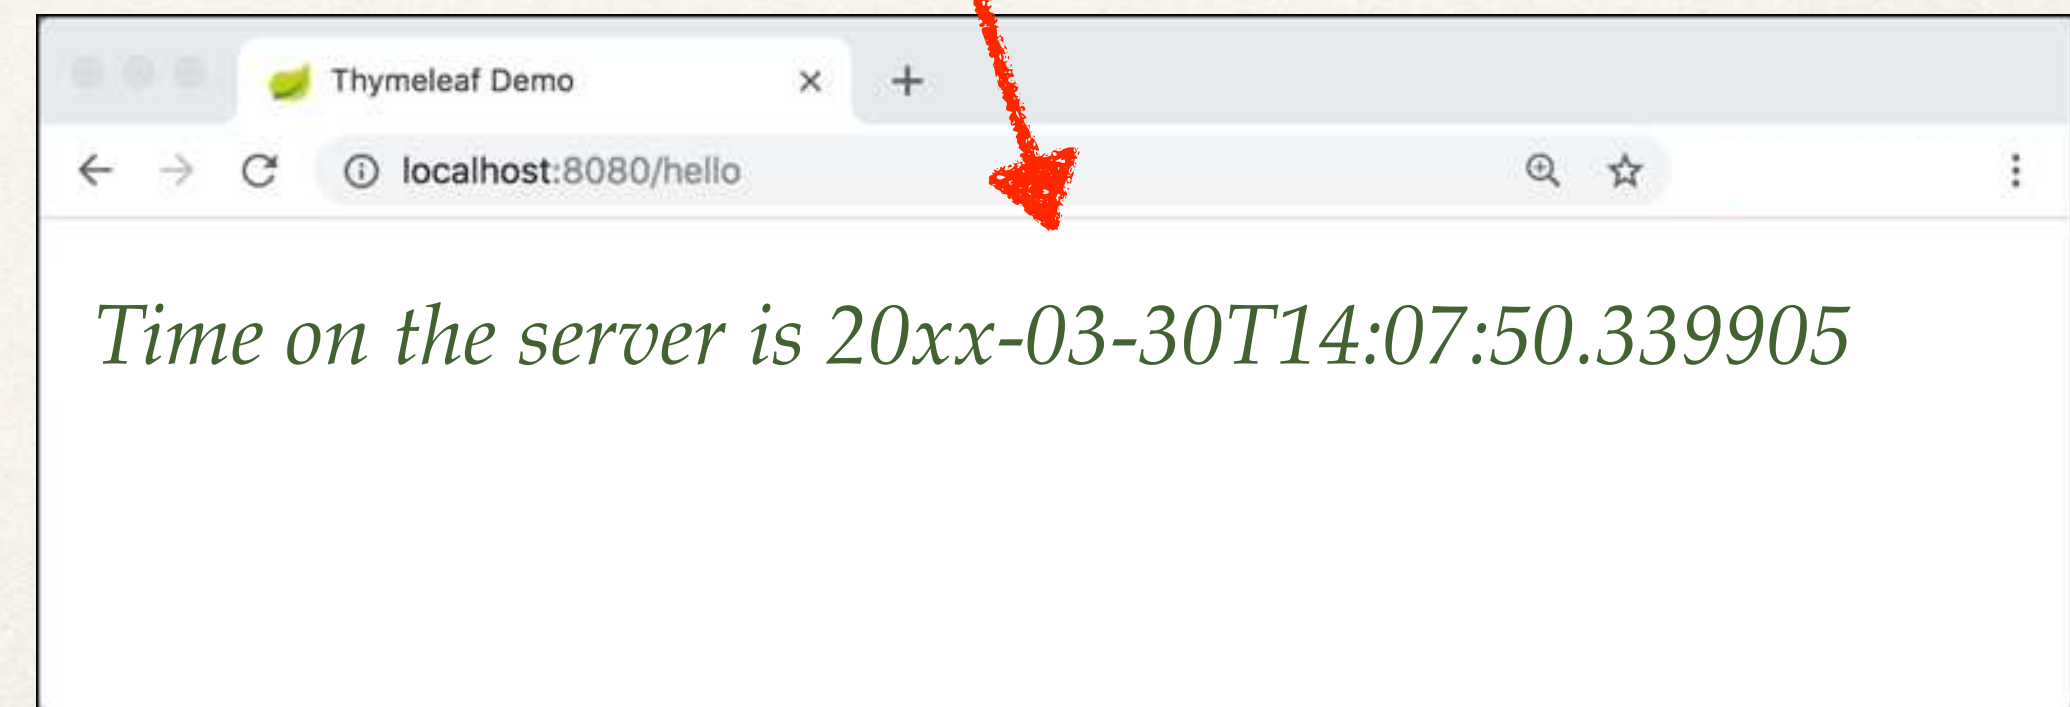 Thymeleaf Demo
localhost:8080/hello
Time on the server is 20xx-03-30T14:07:50.339905